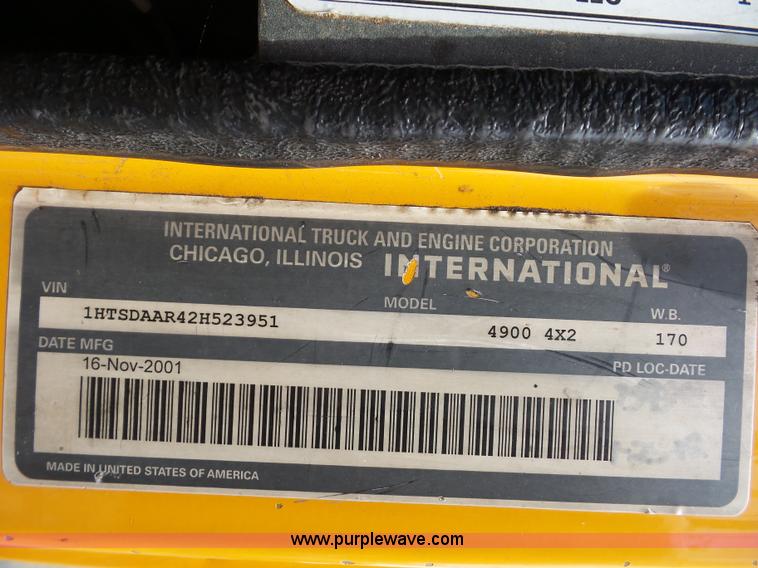 INTERNATIONAL TRUCK AND ENGINE CORPORATION
CHICAGO, ILLINOIS INTERNATIONAL®
VIN MODEL W.B.
1HTSDAAR42H523951 4900 4X2 170
DATE MFG PD LOC-DATE
16-Nov-2001
MADE IN UNITED STATES OF AMERICA
www.purplewave.com